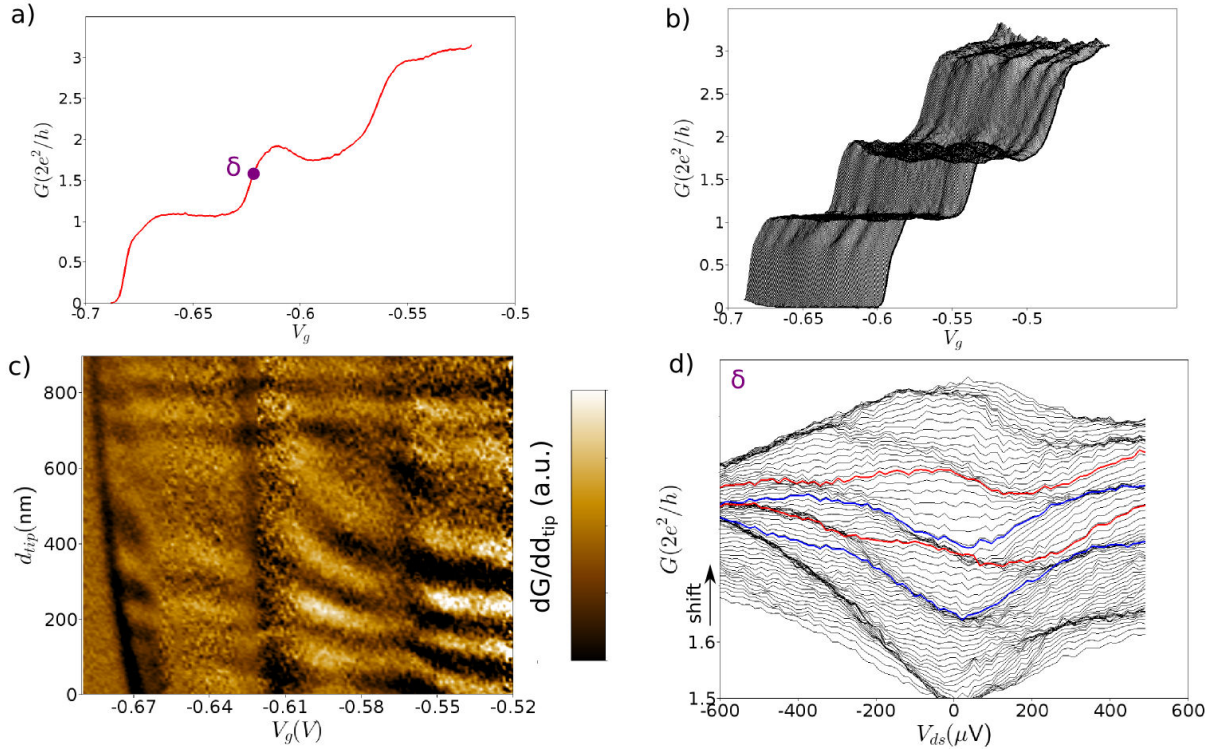 a)
G(2e²/h)
3
2.5
2
1.5
1
0.5
0
δ
-0.7
-0.65
-0.6
-0.55
-0.5
V_g
b)
G(2e²/h)
3
2.5
2
1.5
1
0.5
0
-0.7
-0.6
-0.5
V_g
c)
d_tip(nm)
800
600
400
200
0
-0.67
-0.64
-0.61
-0.58
-0.55
-0.52
V_g(V)
dG/dd_tip (a.u.)
d)
δ
G(2e²/h)
shift
1.6
1.5
-600
-400
-200
0
200
400
600
V_ds(μV)